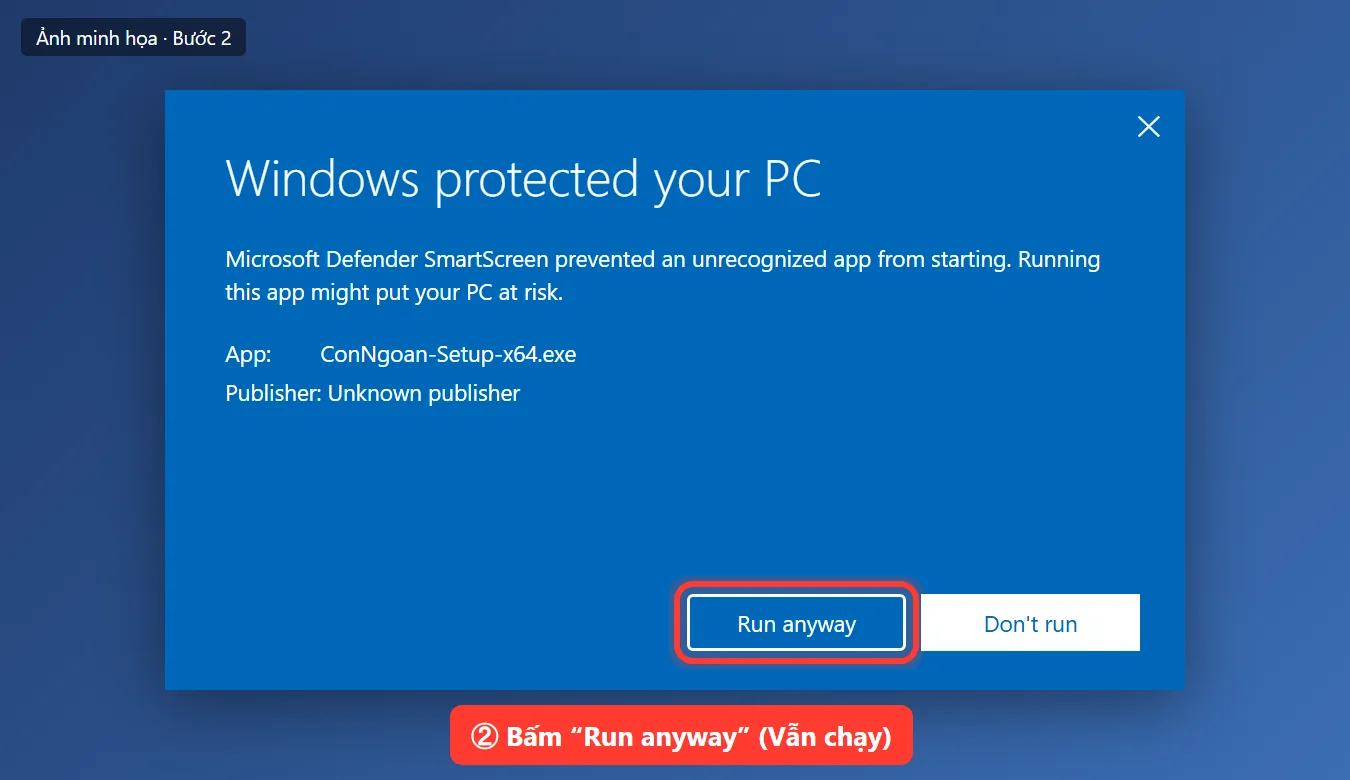 Ảnh minh họa · Bước 2
Windows protected your PC
Microsoft Defender SmartScreen prevented an unrecognized app from starting. Running
this app might put your PC at risk.
App: ConNgoan-Setup-x64.exe
Publisher: Unknown publisher
Run anyway Don't run
② Bấm “Run anyway” (Vẫn chạy)